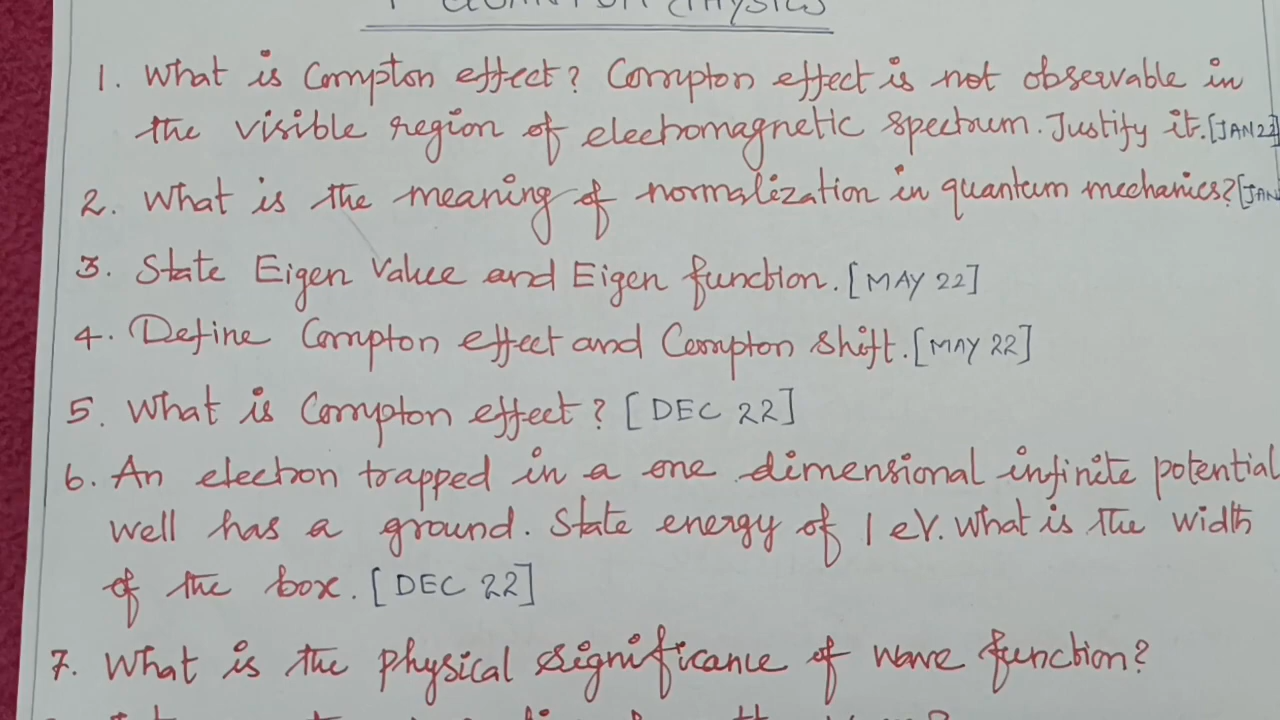 QUANTUM PHYSICS
1. What is Compton effect? Compton effect is not observable in
the visible region of electromagnetic spectrum. Justify it. [JAN 23]
2. What is the meaning of normalization in quantum mechanics? [JAN
3. State Eigen Value and Eigen function. [MAY 22]
4. Define Compton effect and Compton shift. [MAY 22]
5. What is Compton effect? [DEC 22]
6. An electron trapped in a one dimensional infinite potential
well has a ground. State energy of 1 eV. What is the width
of the box. [DEC 22]
7. What is the physical significance of wave function?